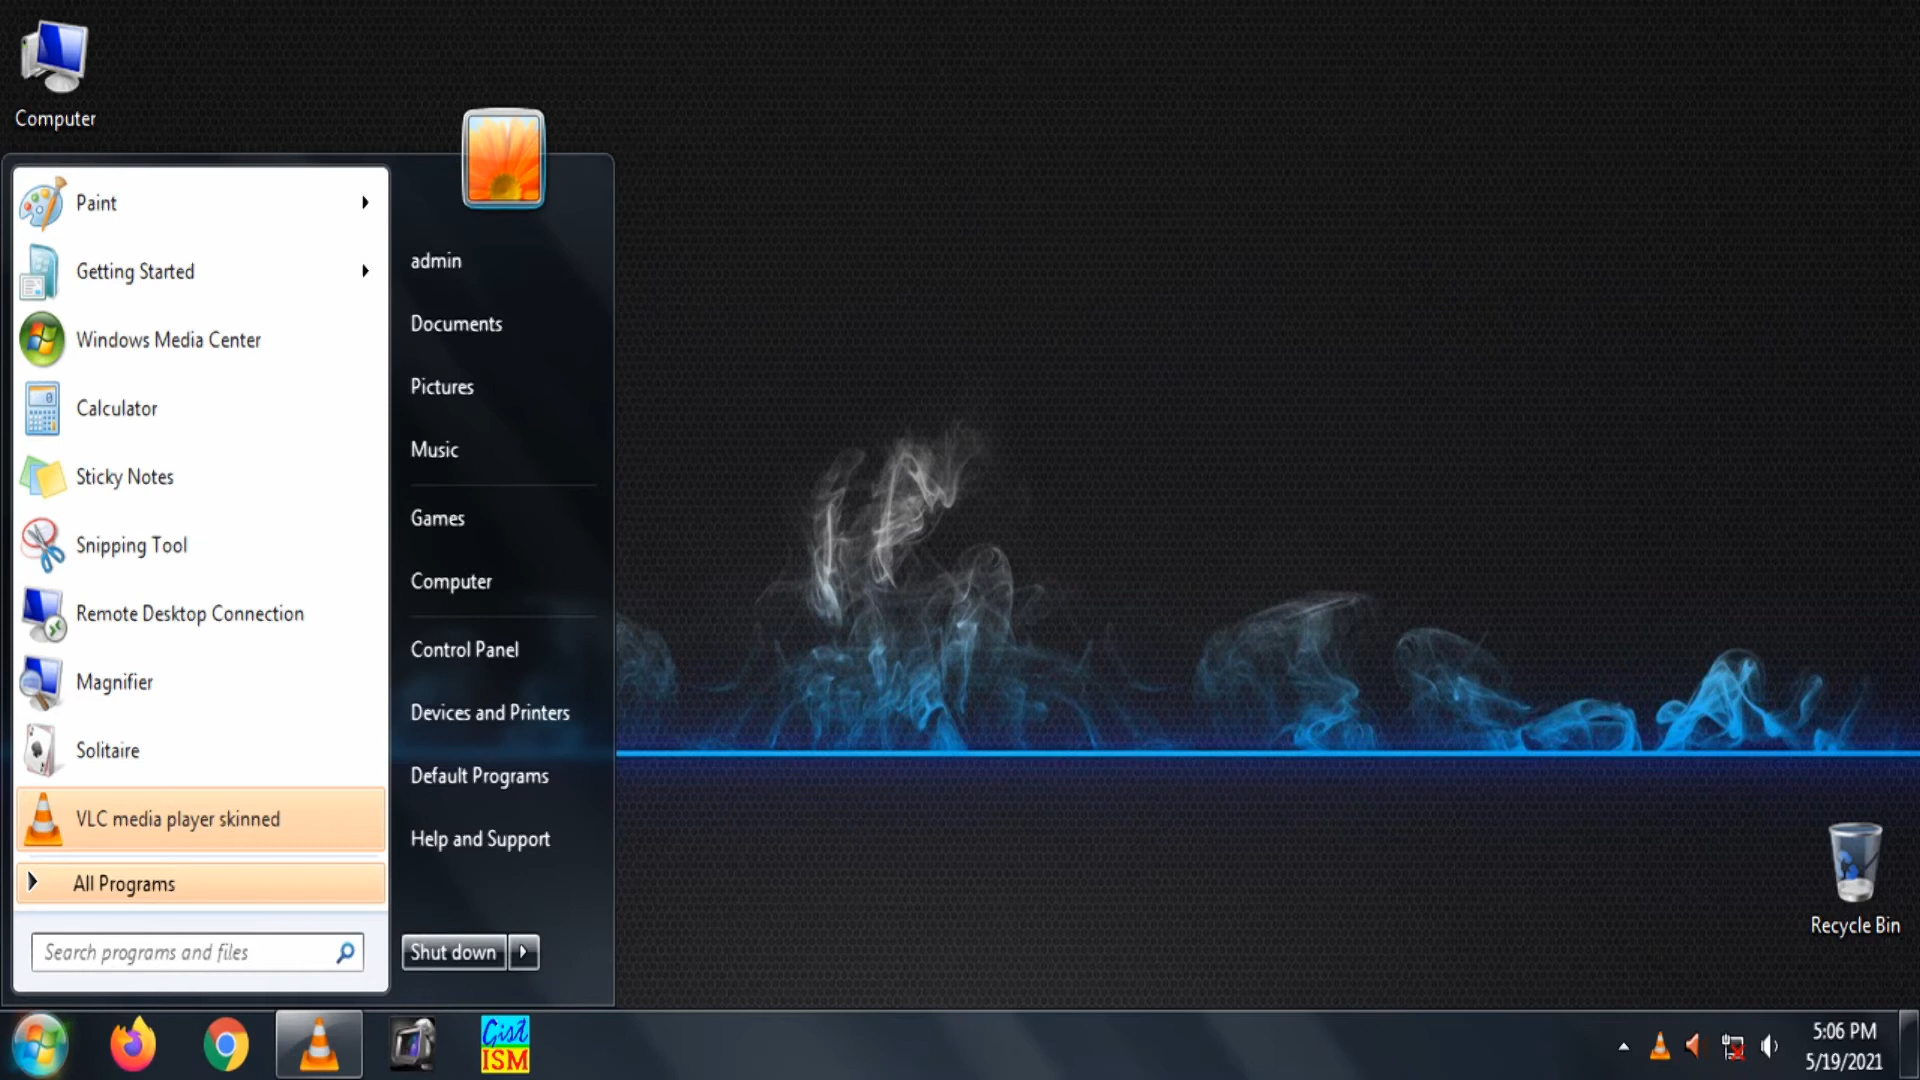 Computer
Paint
Getting Started
Windows Media Center
Calculator
Sticky Notes
Snipping Tool
Remote Desktop Connection
Magnifier
Solitaire
VLC media player skinned
All Programs
Search programs and files
admin
Documents
Pictures
Music
Games
Computer
Control Panel
Devices and Printers
Default Programs
Help and Support
Shut down
Recycle Bin
Gist
ISM
5:06 PM
5/19/2021